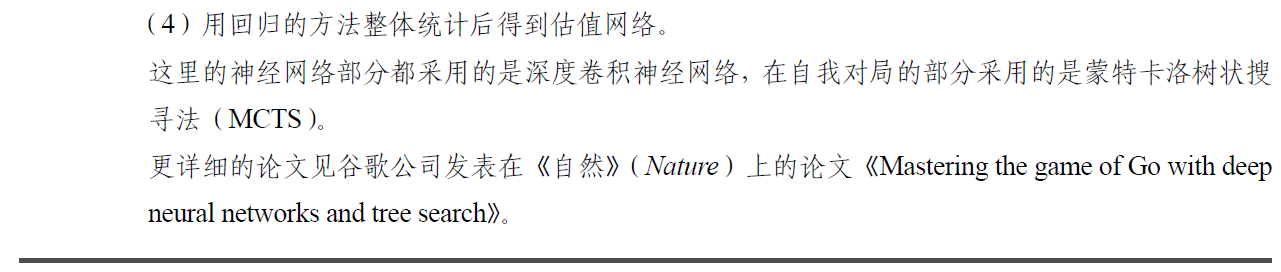 （4）用回归的方法整体统计后得到估值网络。
这里的神经网络部分都采用的是深度卷积神经网络，在自我对局的部分采用的是蒙特卡洛树状搜
寻法（MCTS）。
更详细的论文见谷歌公司发表在《自然》（Nature）上的论文《Mastering the game of Go with deep
neural networks and tree search》。